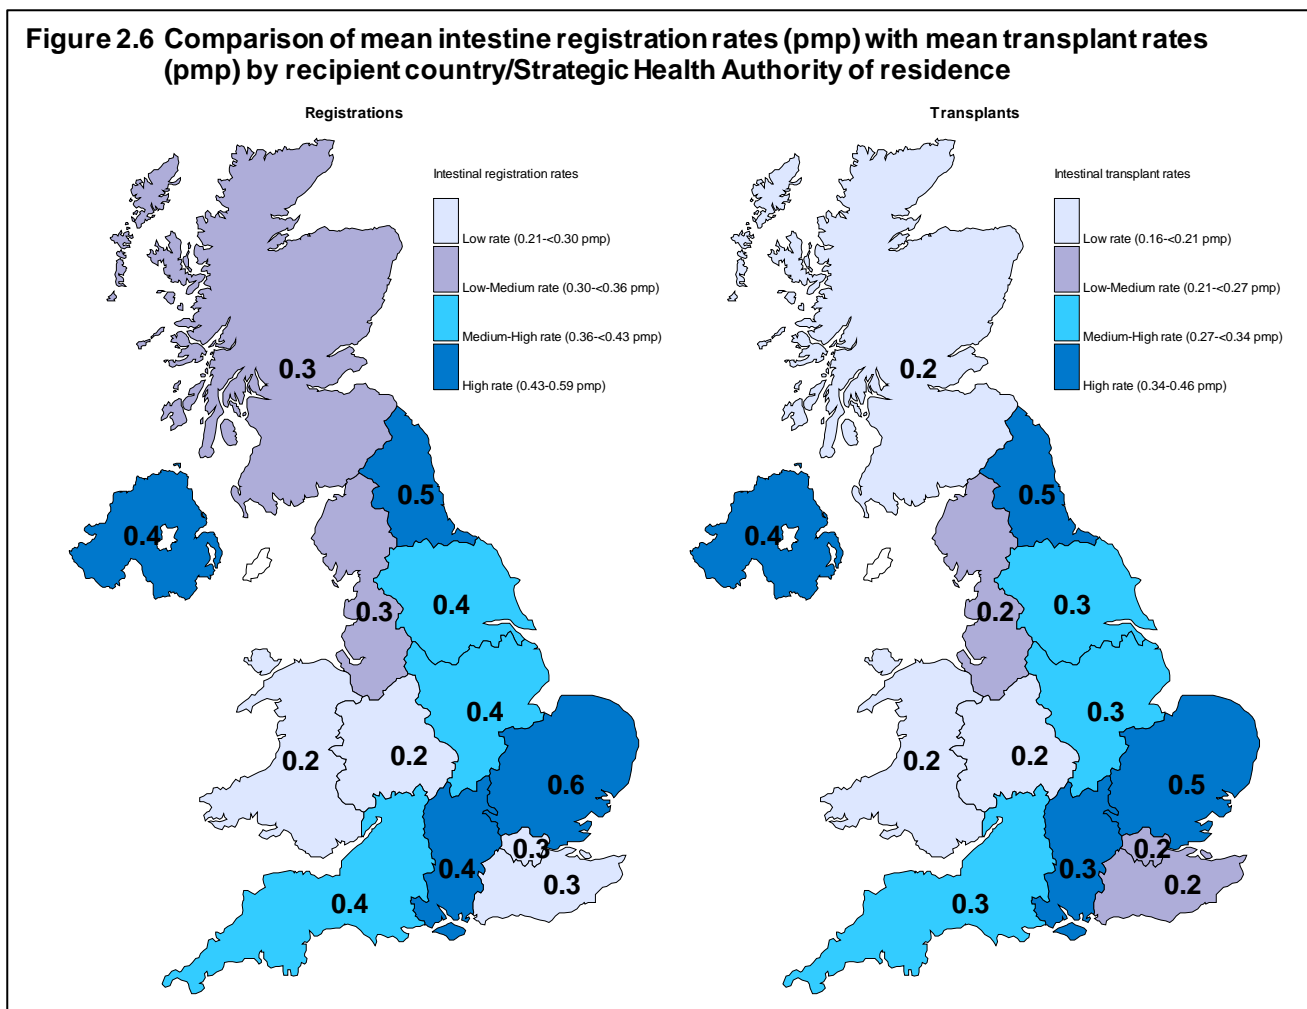 Figure 2.6 Comparison of mean intestine registration rates (pmp) with mean transplant rates
(pmp) by recipient country/Strategic Health Authority of residence
Registrations
Intestinal registration rates
Low rate (0.21-<0.30 pmp)
Low-Medium rate (0.30-<0.36 pmp)
Medium-High rate (0.36-<0.43 pmp)
High rate (0.43-0.59 pmp)
0.3
0.5
0.4
0.3
0.4
0.4
0.2
0.2
0.6
0.3
0.4
0.3
0.4
Transplants
Intestinal transplant rates
Low rate (0.16-<0.21 pmp)
Low-Medium rate (0.21-<0.27 pmp)
Medium-High rate (0.27-<0.34 pmp)
High rate (0.34-0.46 pmp)
0.2
0.5
0.4
0.2
0.3
0.3
0.2
0.2
0.5
0.2
0.3
0.2
0.3